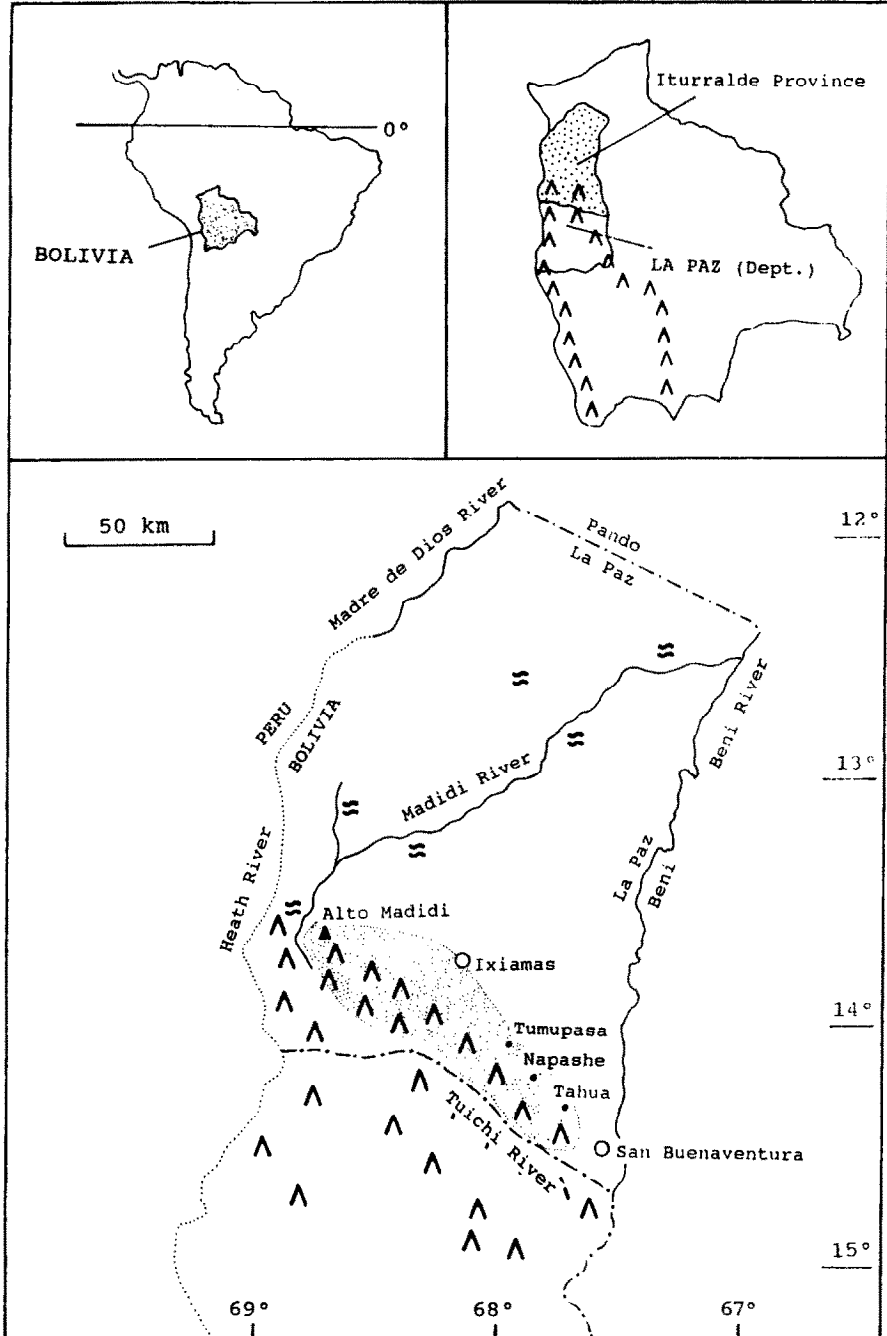 0°
BOLIVIA
Iturralde Province
LA PAZ (Dept.)
50 km
Madre de Dios River
Pando
La Paz
12°
PERU
BOLIVIA
Beni River
13°
Madidi River
La Paz
Beni
Heath River
Alto Madidi
Ixiamas
14°
Tumupasa
Napashe
Tahua
Tuichi River
San Buenaventura
15°
69°
68°
67°